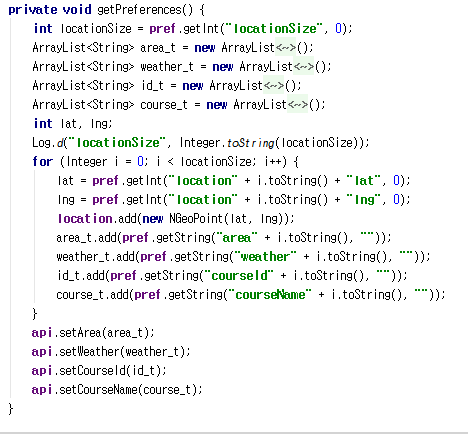 private void getPreferences() {
int locationSize = pref.getInt("locationSize", 0);
ArrayList<String> area_t = new ArrayList<~>();
ArrayList<String> weather_t = new ArrayList<~>();
ArrayList<String> id_t = new ArrayList<~>();
ArrayList<String> course_t = new ArrayList<~>();
int lat, lng;
Log.d("locationSize", Integer.toString(locationSize));
for (Integer i = 0; i < locationSize; i++) {
lat = pref.getInt("location" + i.toString() + "lat", 0);
lng = pref.getInt("location" + i.toString() + "lng", 0);
location.add(new NGeoPoint(lat, lng));
area_t.add(pref.getString("area" + i.toString(), ""));
weather_t.add(pref.getString("weather" + i.toString(), ""));
id_t.add(pref.getString("courseId" + i.toString(), ""));
course_t.add(pref.getString("courseName" + i.toString(), ""));
}
api.setArea(area_t);
api.setWeather(weather_t);
api.setCourseId(id_t);
api.setCourseName(course_t);
}